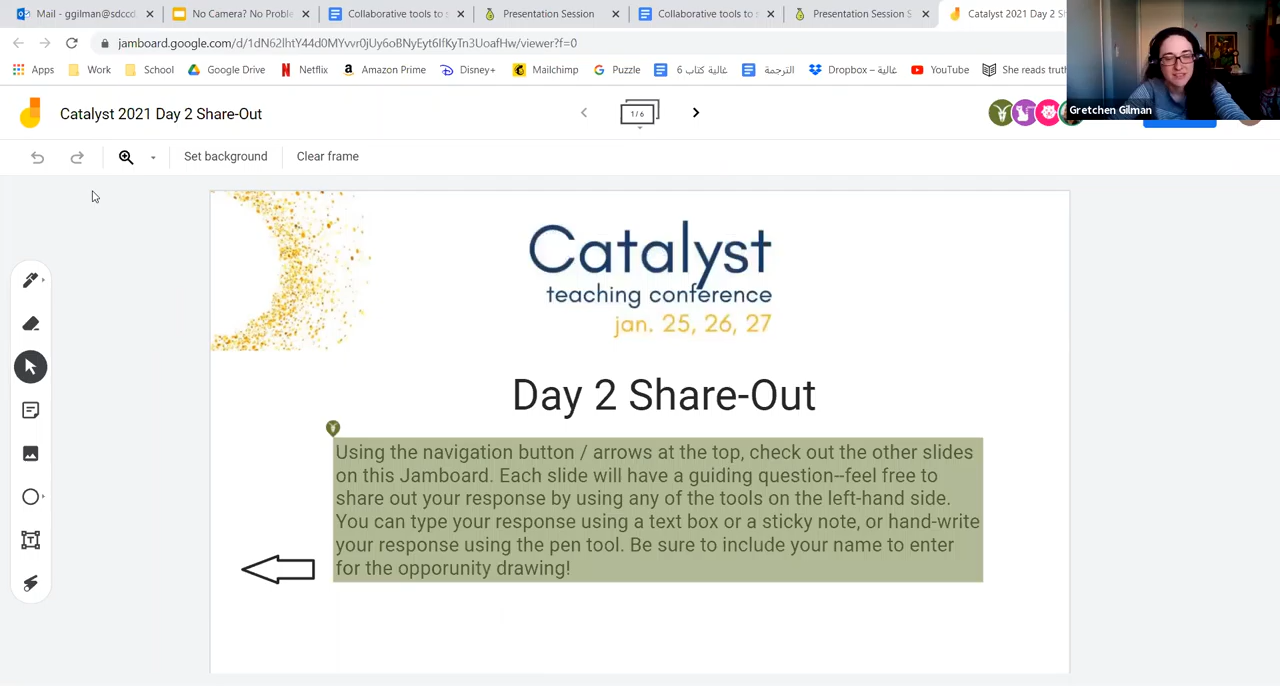 Mail - ggilman@sdccd
No Camera? No Proble
Collaborative tools to s
Presentation Session
Collaborative tools to s
Presentation Session S
Catalyst 2021 Day 2 S
jamboard.google.com/d/1dN62lhtY44d0MYvvr0jUy6oBNyEyt6IfKyTn3UoafHw/viewer?f=0
Apps
Work
School
Google Drive
Netflix
Amazon Prime
Disney+
Mailchimp
Puzzle
غالية كتاب 6
الترجمة
Dropbox – غالية
YouTube
She reads trut
Gretchen Gilman
Catalyst 2021 Day 2 Share-Out
1/6
Set background
Clear frame
Catalyst
teaching conference
jan. 25, 26, 27
Day 2 Share-Out
Using the navigation button / arrows at the top, check out the other slides
on this Jamboard. Each slide will have a guiding question--feel free to
share out your response by using any of the tools on the left-hand side.
You can type your response using a text box or a sticky note, or hand-write
your response using the pen tool. Be sure to include your name to enter
for the opporunity drawing!